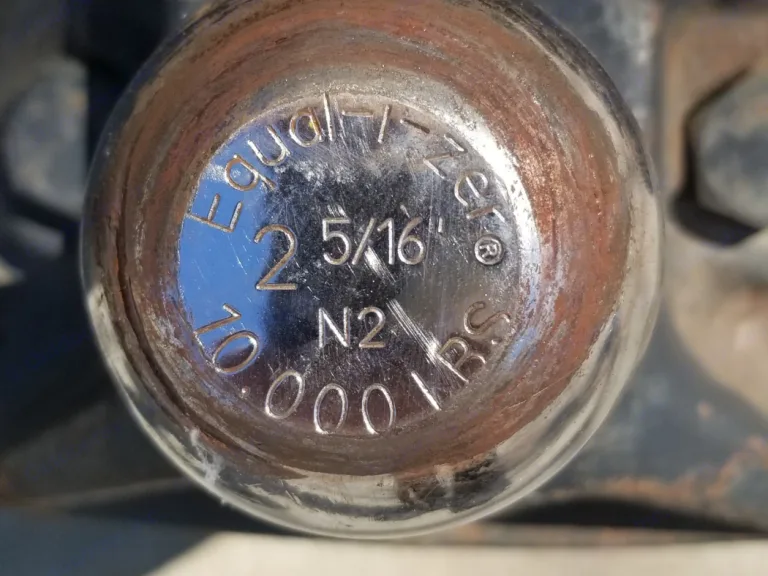 Equal-i-zer®
2 5/16"
N2
10,000 LBS